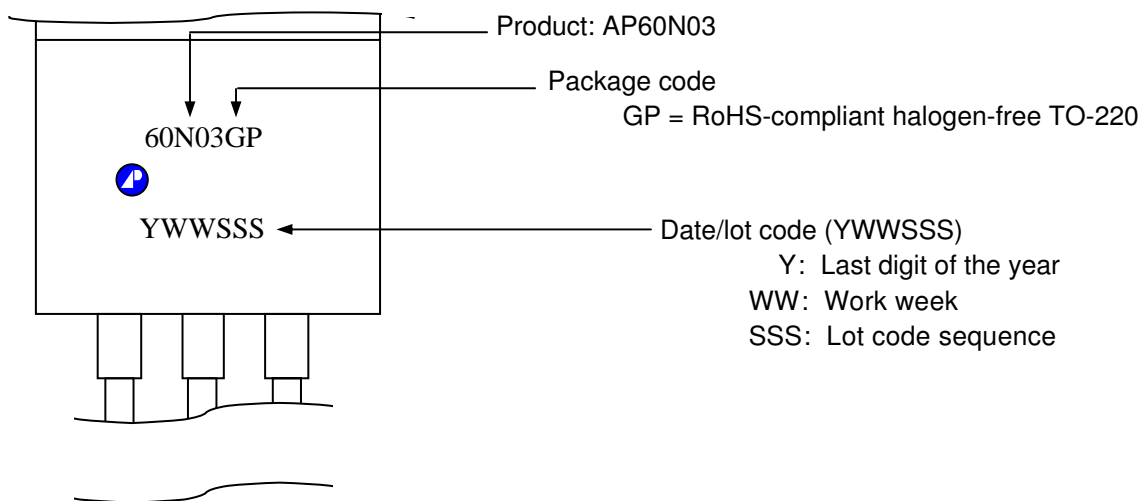 Product: AP60N03
Package code
GP = RoHS-compliant halogen-free TO-220
60N03GP
YWWSSS
Date/lot code (YWWSSS)
Y: Last digit of the year
WW: Work week
SSS: Lot code sequence